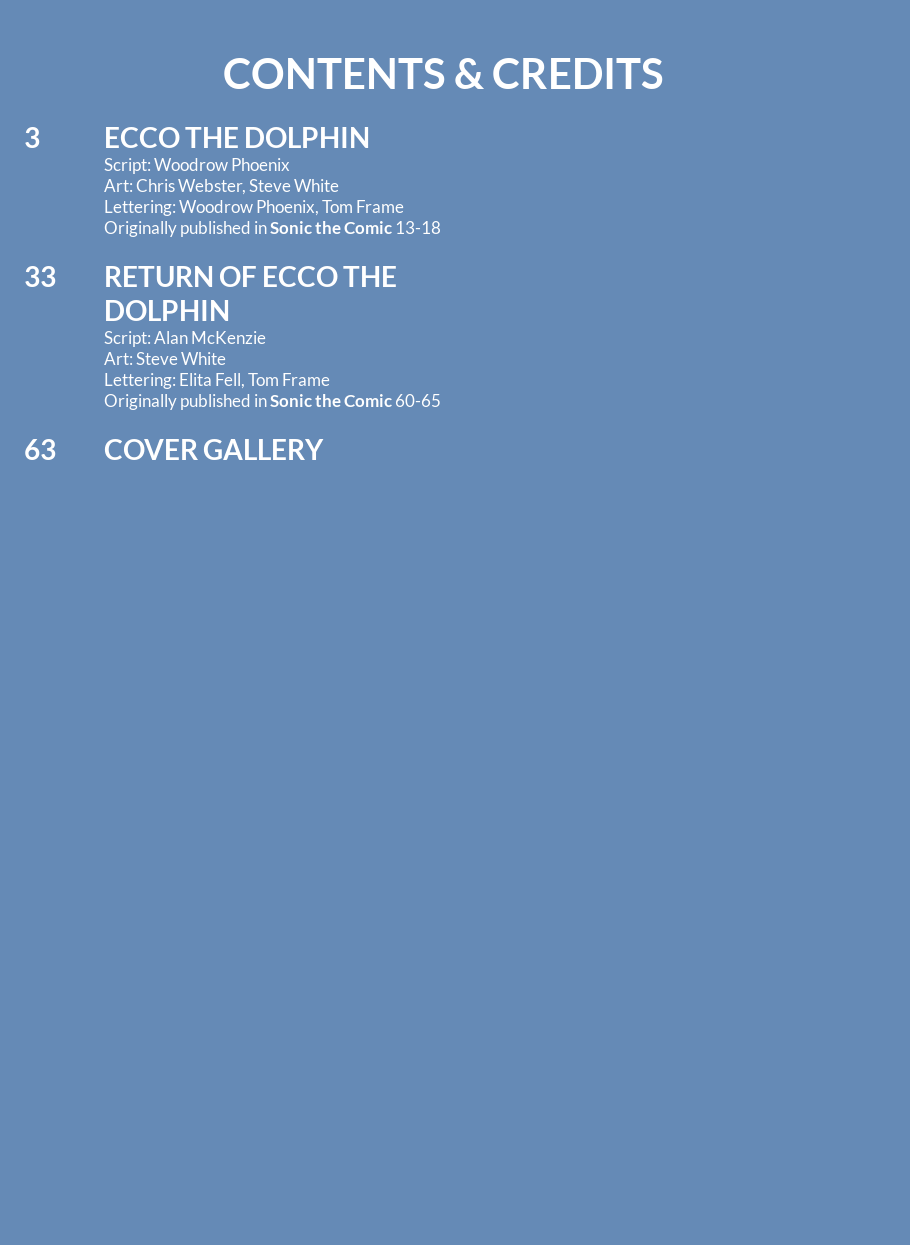 CONTENTS & CREDITS
3 ECCO THE DOLPHIN
Script: Woodrow Phoenix
Art: Chris Webster, Steve White
Lettering: Woodrow Phoenix, Tom Frame
Originally published in Sonic the Comic 13-18
33 RETURN OF ECCO THE
DOLPHIN
Script: Alan McKenzie
Art: Steve White
Lettering: Elita Fell, Tom Frame
Originally published in Sonic the Comic 60-65
63 COVER GALLERY